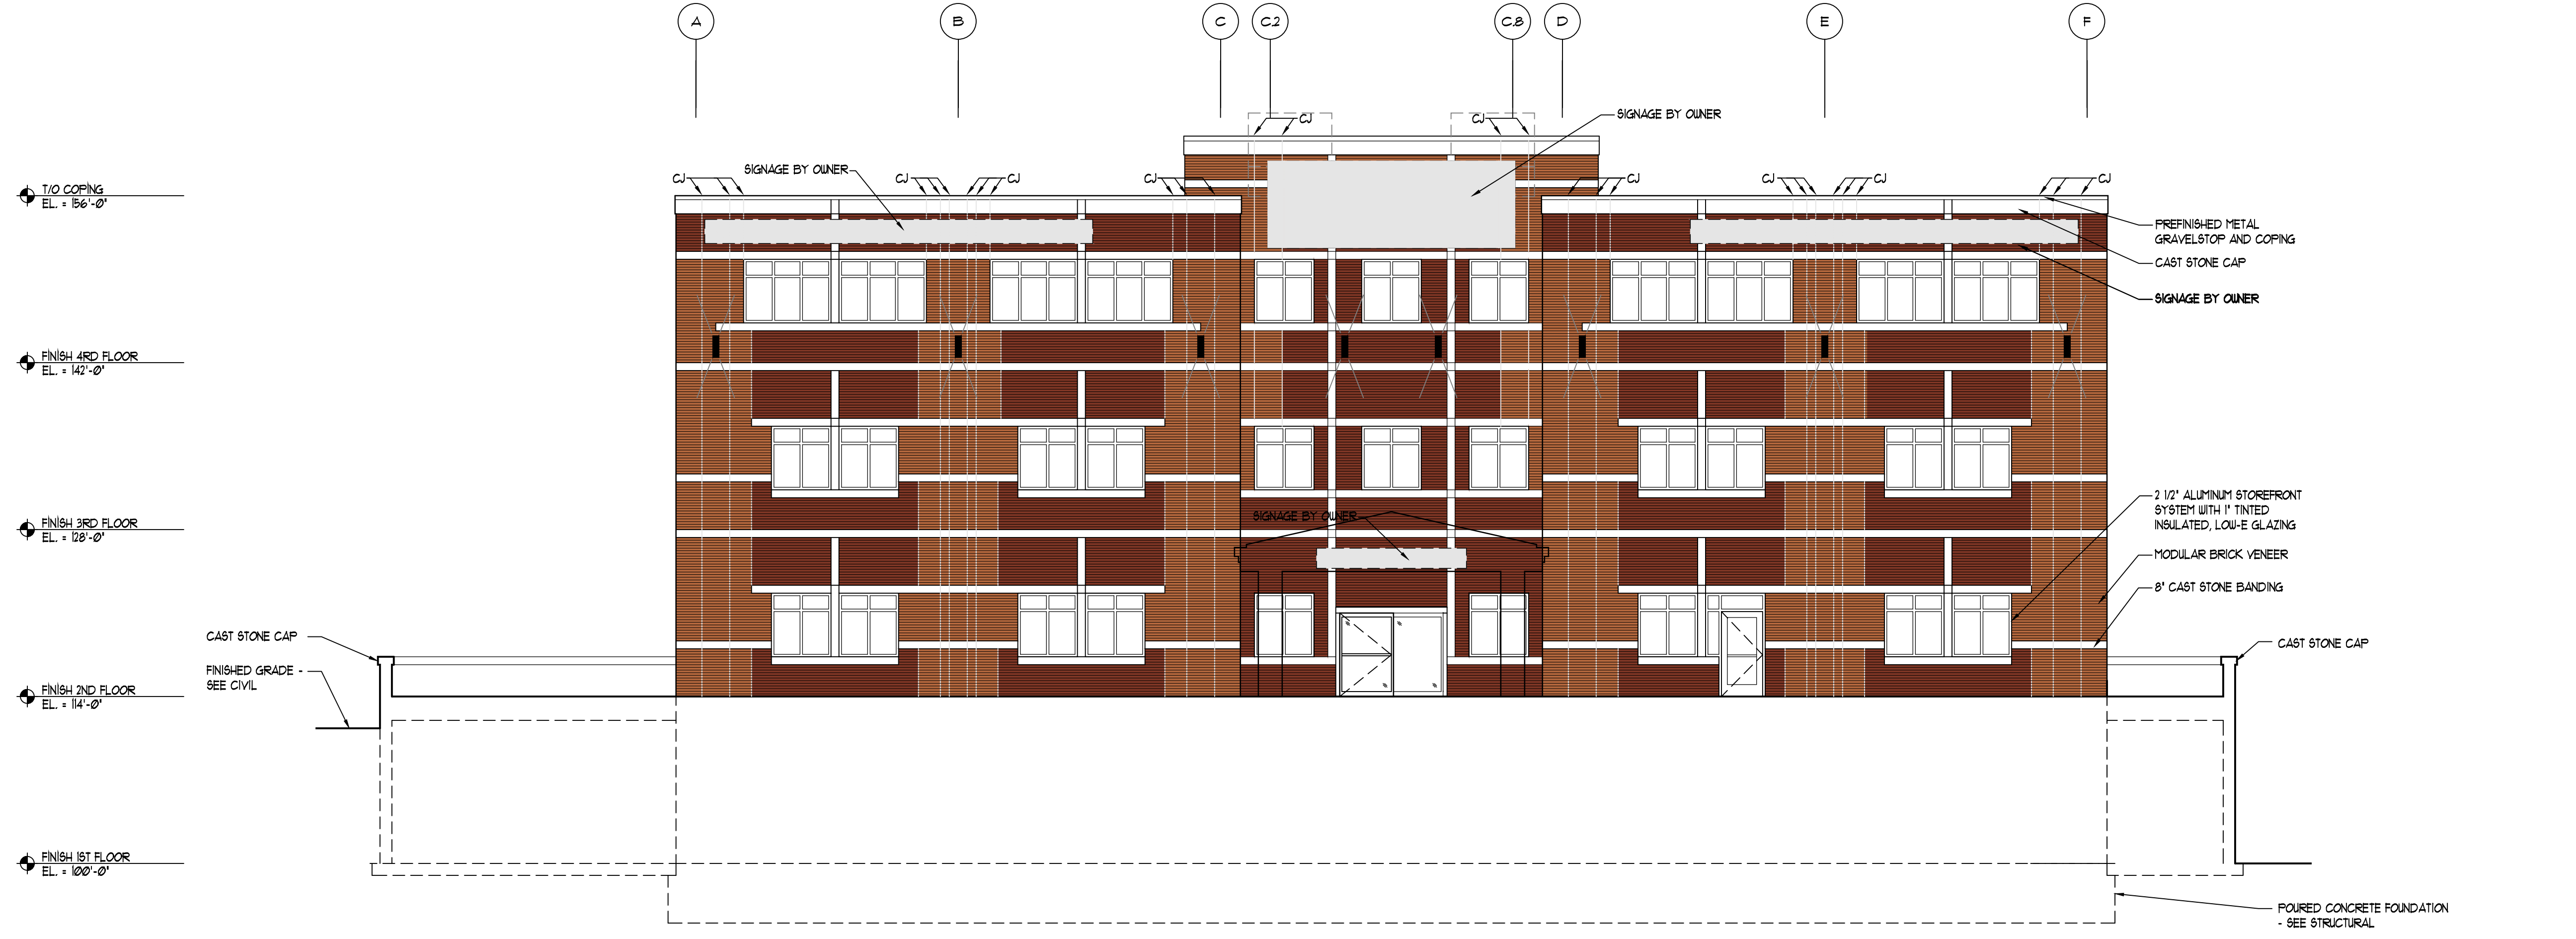 A
B
C
C.2
C.8
D
E
F
CJ
CJ
SIGNAGE BY OWNER
SIGNAGE BY OWNER
CJ
CJ
CJ
CJ
CJ
CJ
CJ
CJ
T/O COPING
EL. = 156'-0"
PREFINISHED METAL
GRAVELSTOP AND COPING
CAST STONE CAP
SIGNAGE BY OWNER
FINISH 4RD FLOOR
EL. = 142'-0"
2 1/2" ALUMINUM STOREFRONT
SYSTEM WITH 1" TINTED
INSULATED, LOW-E GLAZING
SIGNAGE BY OWNER
FINISH 3RD FLOOR
EL. = 128'-0"
MODULAR BRICK VENEER
8" CAST STONE BANDING
CAST STONE CAP
CAST STONE CAP
FINISHED GRADE -
SEE CIVIL
FINISH 2ND FLOOR
EL. = 114'-0"
FINISH 1ST FLOOR
EL. = 100'-0"
POURED CONCRETE FOUNDATION
- SEE STRUCTURAL